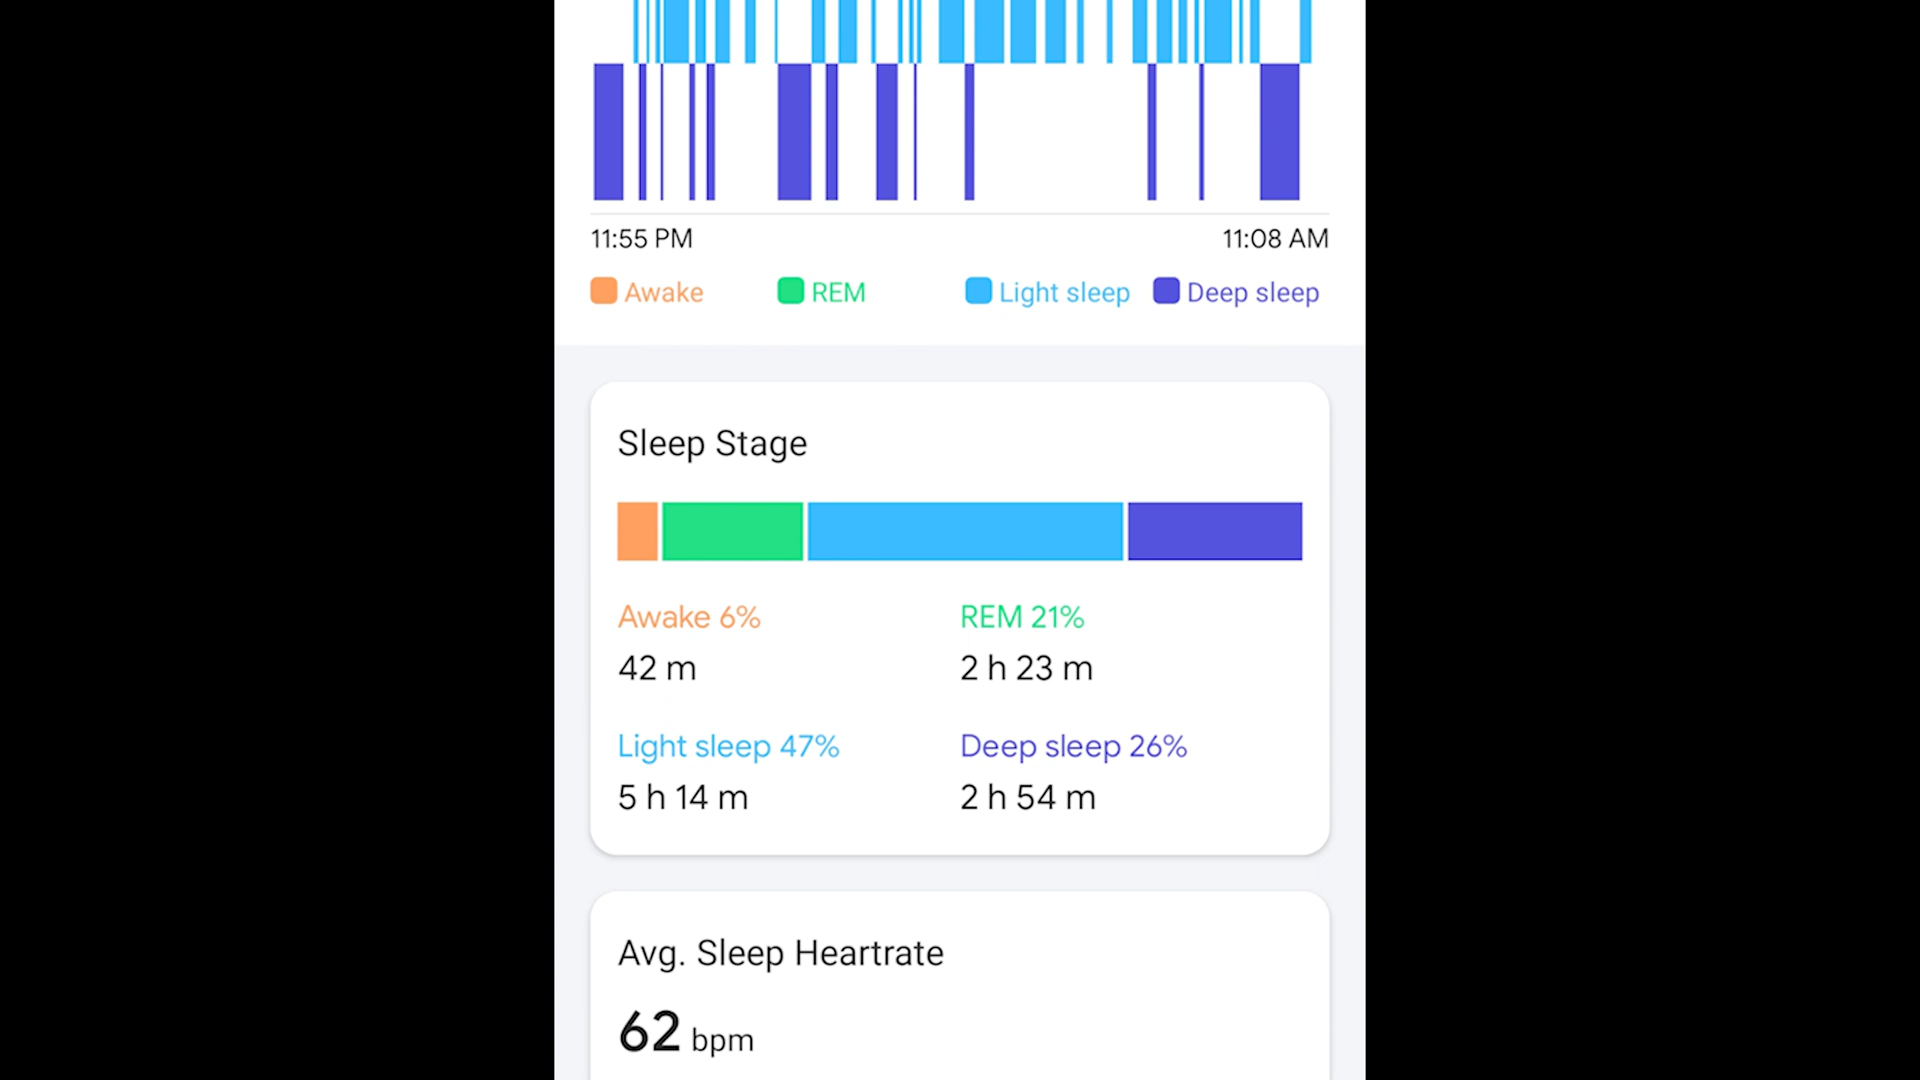 11:55 PM 11:08 AM
Awake REM Light sleep Deep sleep
Sleep Stage
Awake 6% REM 21%
42 m 2 h 23 m
Light sleep 47% Deep sleep 26%
5 h 14 m 2 h 54 m
Avg. Sleep Heartrate
62 bpm